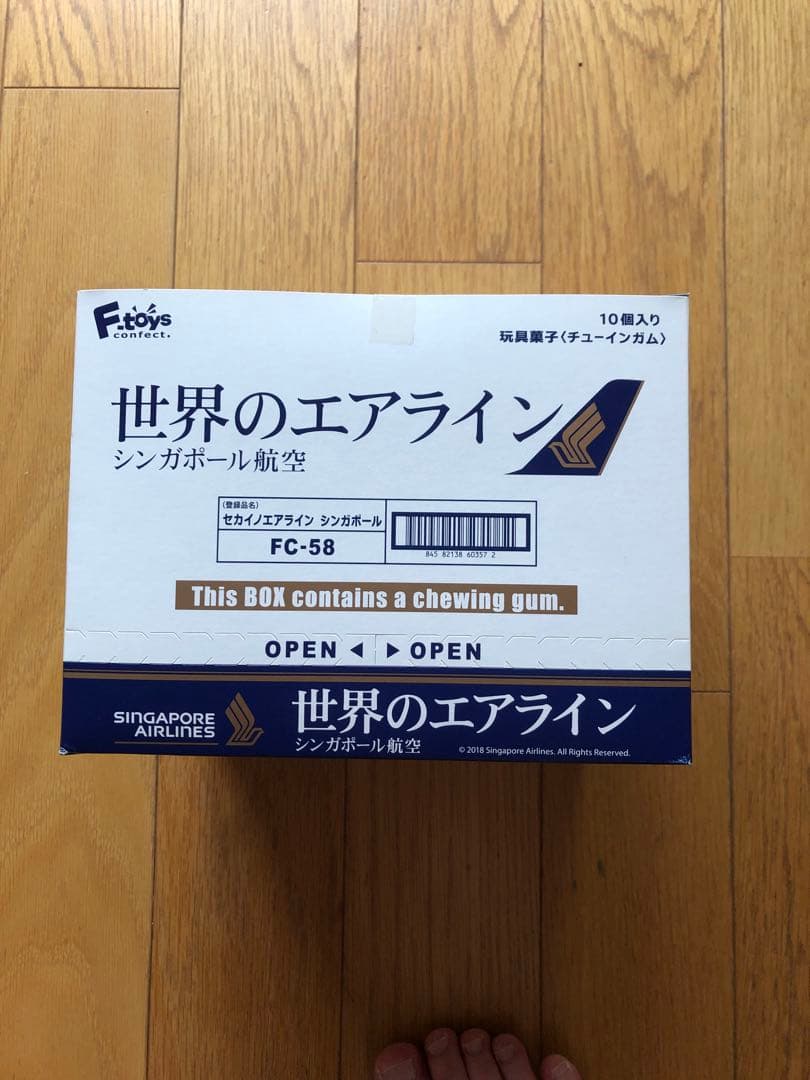 F-toys
confect.
10個入り
玩具菓子〈チューインガム〉
世界のエアライン
シンガポール航空
(登録品名)
セカイノエアライン シンガポール
FC-58
845 82138 60357 2
This BOX contains a chewing gum.
OPEN ◀ ▶ OPEN
SINGAPORE
AIRLINES
世界のエアライン
シンガポール航空
© 2018 Singapore Airlines. All Rights Reserved.